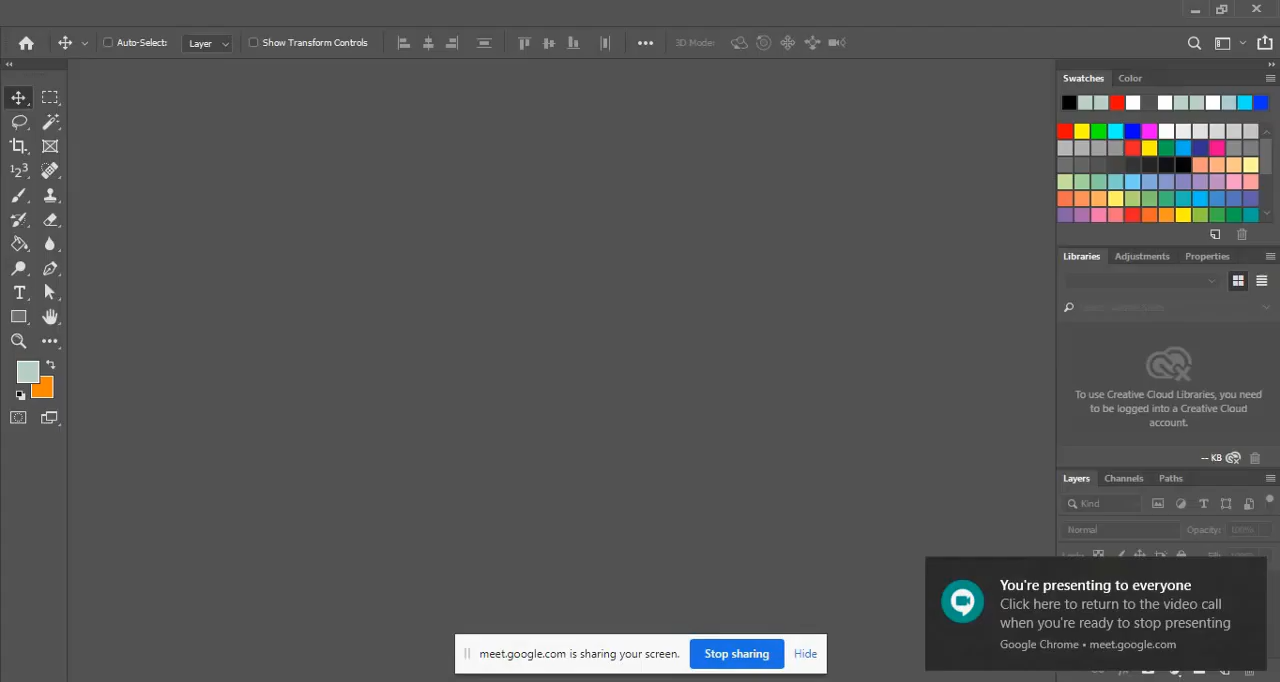 Auto-Select:
Layer
Show Transform Controls
3D Mode:
Swatches
Color
Libraries
Adjustments
Properties
To use Creative Cloud Libraries, you need
to be logged into a Creative Cloud
account.
-- KB
Layers
Channels
Paths
Kind
Normal
Opacity:
100%
You're presenting to everyone
Click here to return to the video call
when you're ready to stop presenting
Google Chrome • meet.google.com
meet.google.com is sharing your screen.
Stop sharing
Hide